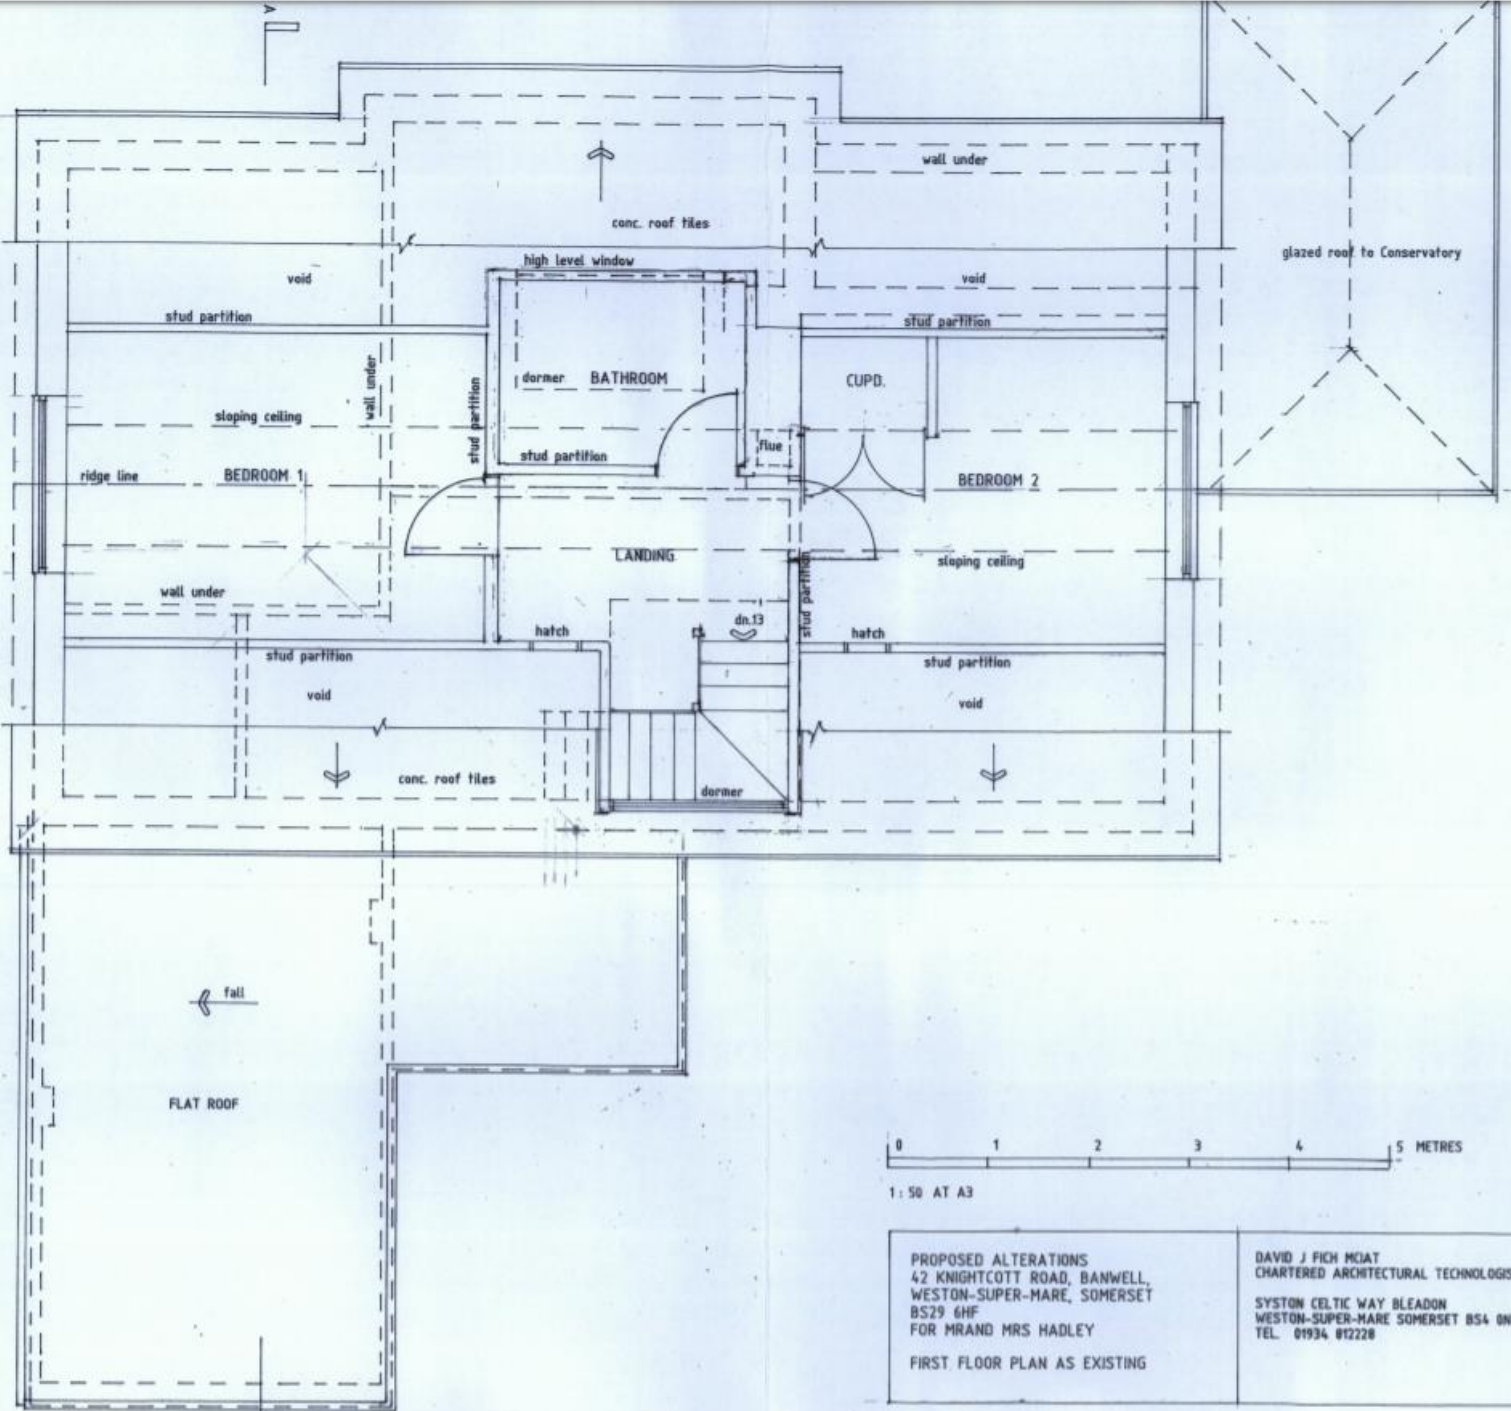 A
wall under
conc. roof tiles
glazed roof to Conservatory
high level window
void
void
stud partition
stud partition
wall under
dormer BATHROOM
CUPD.
sloping ceiling
stud partition
flue
stud partition
ridge line
BEDROOM 1
BEDROOM 2
LANDING
sloping ceiling
wall under
stud partition
dn.13
hatch
hatch
stud partition
stud partition
void
void
conc. roof tiles
dormer
fall
FLAT ROOF
0 1 2 3 4 5 METRES
1:50 AT A3
PROPOSED ALTERATIONS
42 KNIGHTCOTT ROAD, BANWELL,
WESTON-SUPER-MARE, SOMERSET
BS29 6HF
FOR MRAND MRS HADLEY
FIRST FLOOR PLAN AS EXISTING
DAVID J FICH MCIAT
CHARTERED ARCHITECTURAL TECHNOLOGIS
SYSTON CELTIC WAY BLEADON
WESTON-SUPER-MARE SOMERSET BS4 0N
TEL. 01934 812228